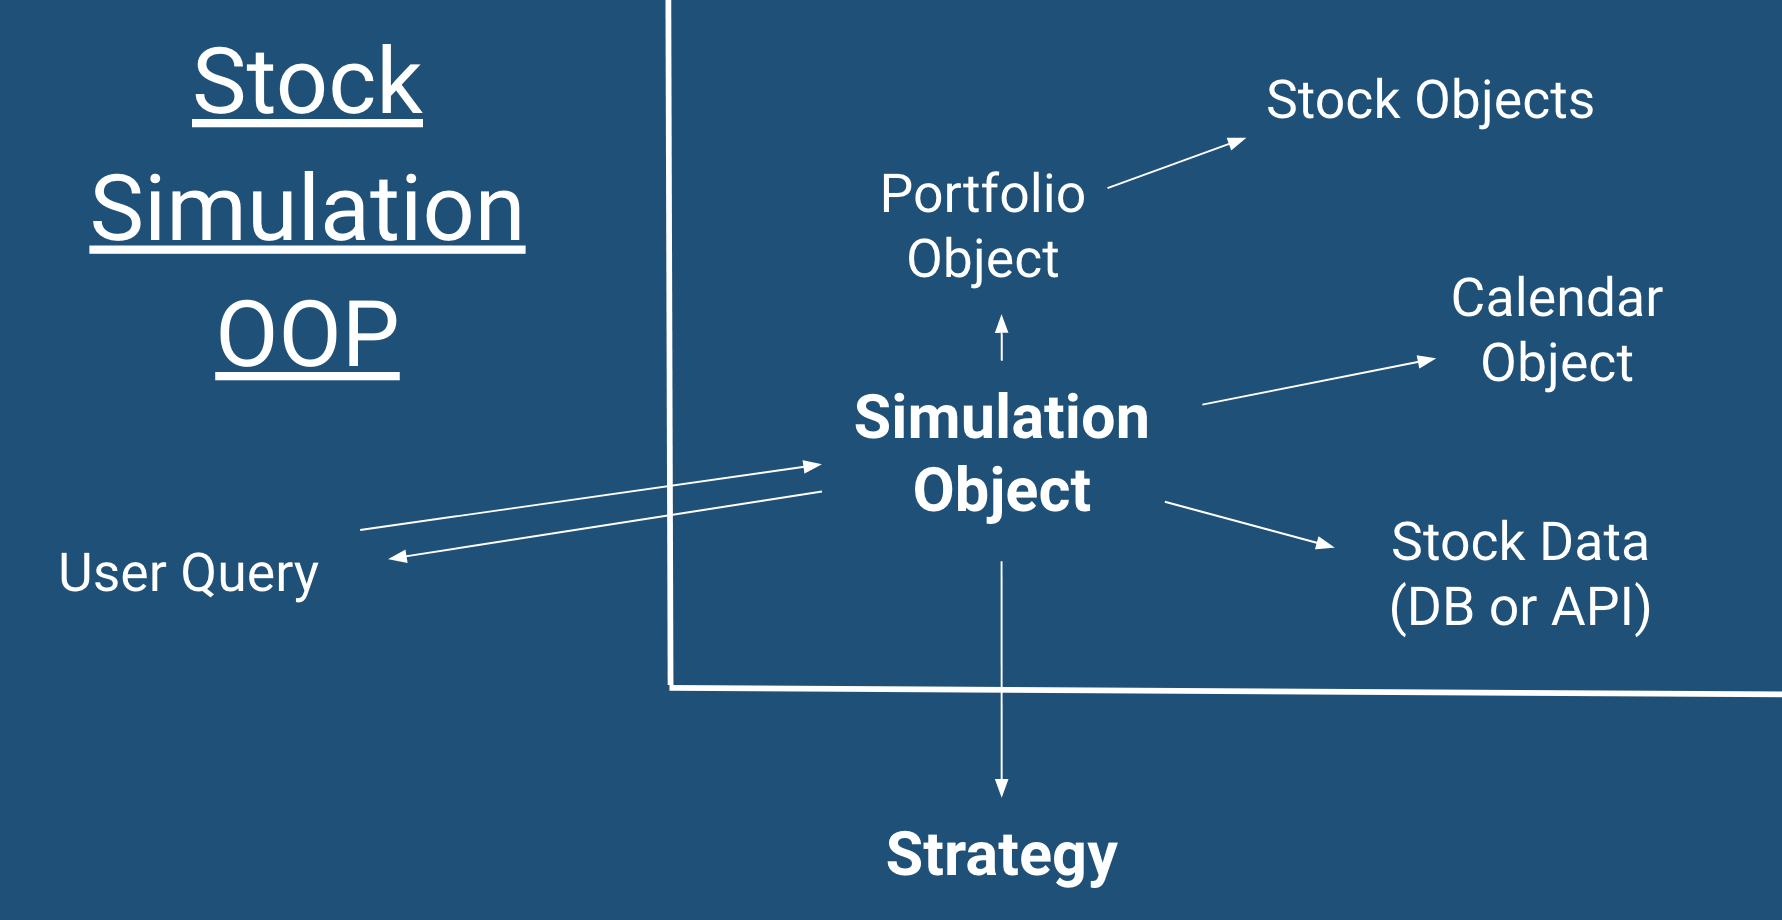 Stock
Simulation
OOP
Stock Objects
Portfolio
Object
Calendar
Object
Simulation
Object
User Query
Stock Data
(DB or API)
Strategy